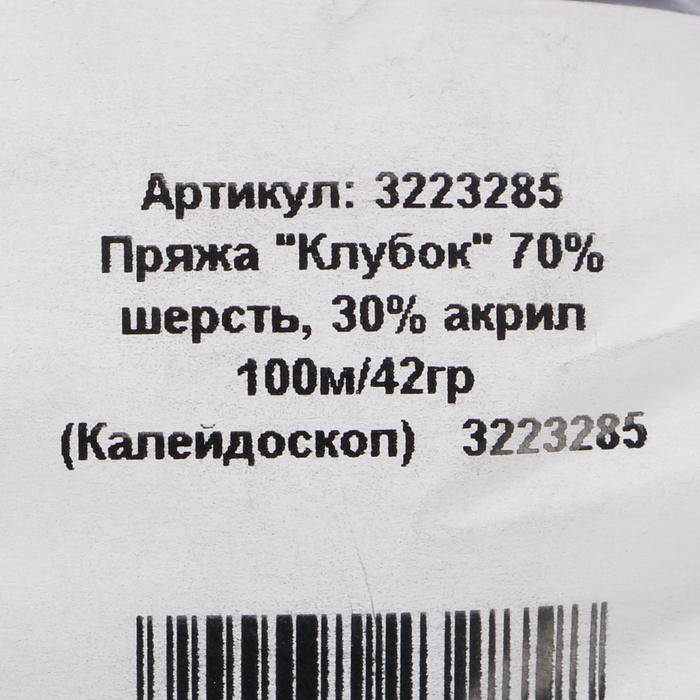 Артикул: 3223285
Пряжа "Клубок" 70%
шерсть, 30% акрил
100м/42гр
(Калейдоскоп) 3223285